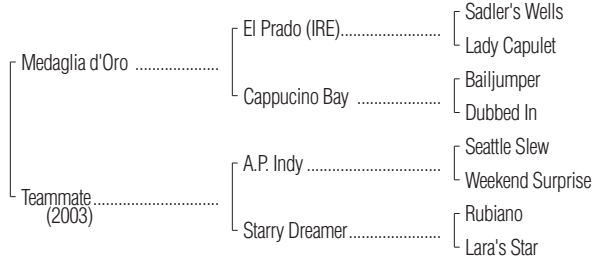 Medaglia d'Oro ....................
Teammate..............................
(2003)
El Prado (IRE)........................
Cappucino Bay ....................
A.P. Indy ................................
Starry Dreamer......................
Sadler's Wells
Lady Capulet
Bailjumper
Dubbed In
Seattle Slew
Weekend Surprise
Rubiano
Lara's Star